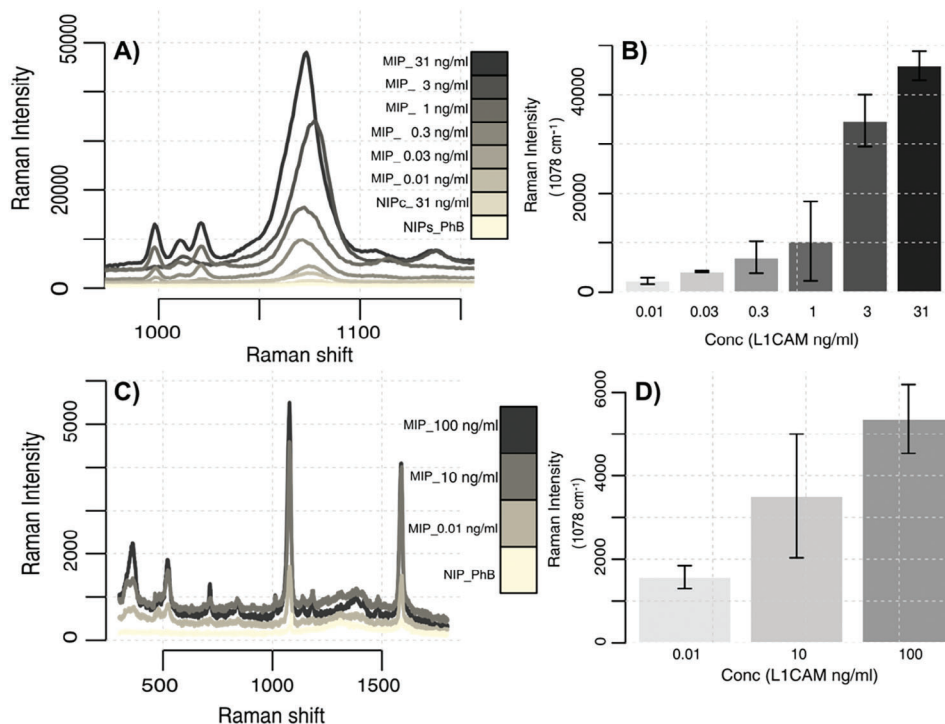 A)
Raman Intensity
50000
20000
0
1000
1100
Raman shift
MIP_ 31 ng/ml
MIP_ 3 ng/ml
MIP_ 1 ng/ml
MIP_ 0.3 ng/ml
MIP_ 0.03 ng/ml
MIP_ 0.01 ng/ml
NIPc_ 31 ng/ml
NIPs_PhB
B)
Raman Intensity
(1078 cm⁻¹)
40000
20000
0
0.01 0.03 0.3 1 3 31
Conc (L1CAM ng/ml)
C)
Raman Intensity
5000
2000
0
500 1000 1500
Raman shift
MIP_100 ng/ml
MIP_10 ng/ml
MIP_0.01 ng/ml
NIP_PhB
D)
Raman Intensity
(1078 cm⁻¹)
6000
4000
2000
0
0.01 10 100
Conc (L1CAM ng/ml)